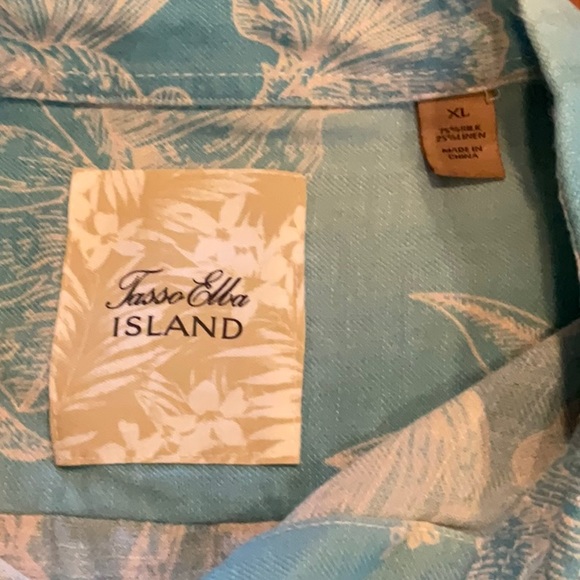 Tasso Elba
ISLAND
XL
75% SILK
25% LINEN
MADE IN
CHINA